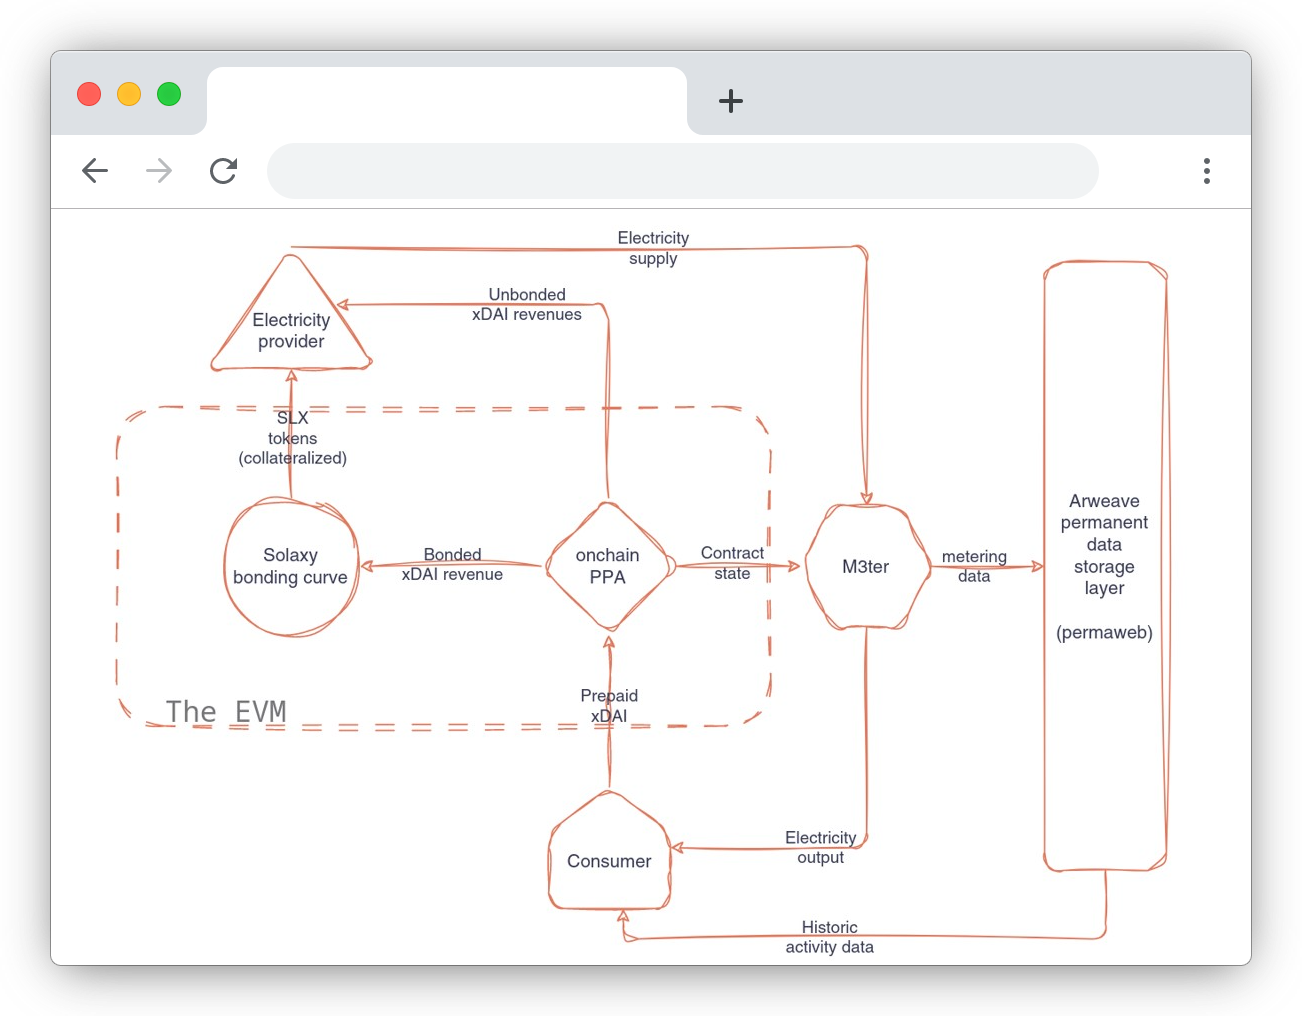 Electricity
supply
Unbonded
xDAI revenues
Electricity
provider
SLX
tokens
(collateralized)
Solaxy
bonding curve
Bonded
xDAI revenue
onchain
PPA
Contract
state
M3ter
metering
data
Arweave
permanent
data
storage
layer
(permaweb)
The EVM
Prepaid
xDAI
Consumer
Electricity
output
Historic
activity data